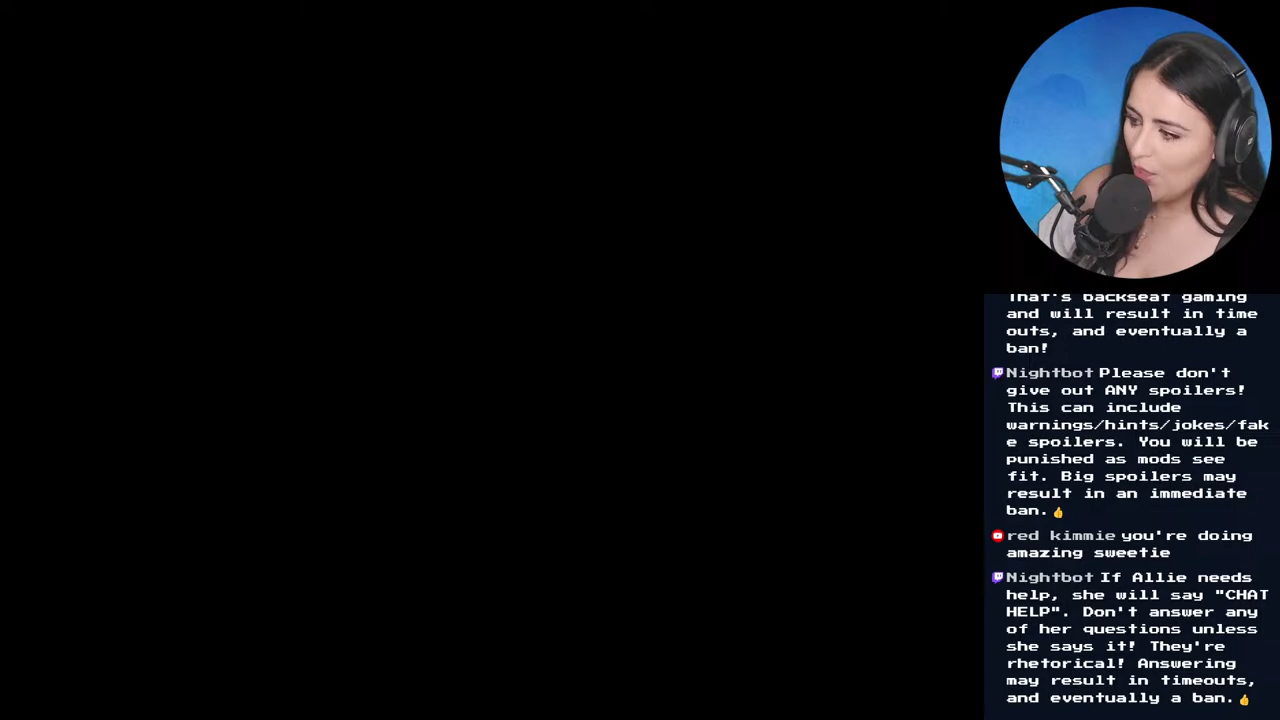 That's backseat gaming
and will result in time
outs, and eventually a
ban!
Nightbot Please don't
give out ANY spoilers!
This can include
warnings/hints/jokes/fak
e spoilers. You will be
punished as mods see
fit. Big spoilers may
result in an immediate
ban.👍
red kimmie you're doing
amazing sweetie
Nightbot If Allie needs
help, she will say "CHAT
HELP". Don't answer any
of her questions unless
she says it! They're
rhetorical! Answering
may result in timeouts,
and eventually a ban.👍